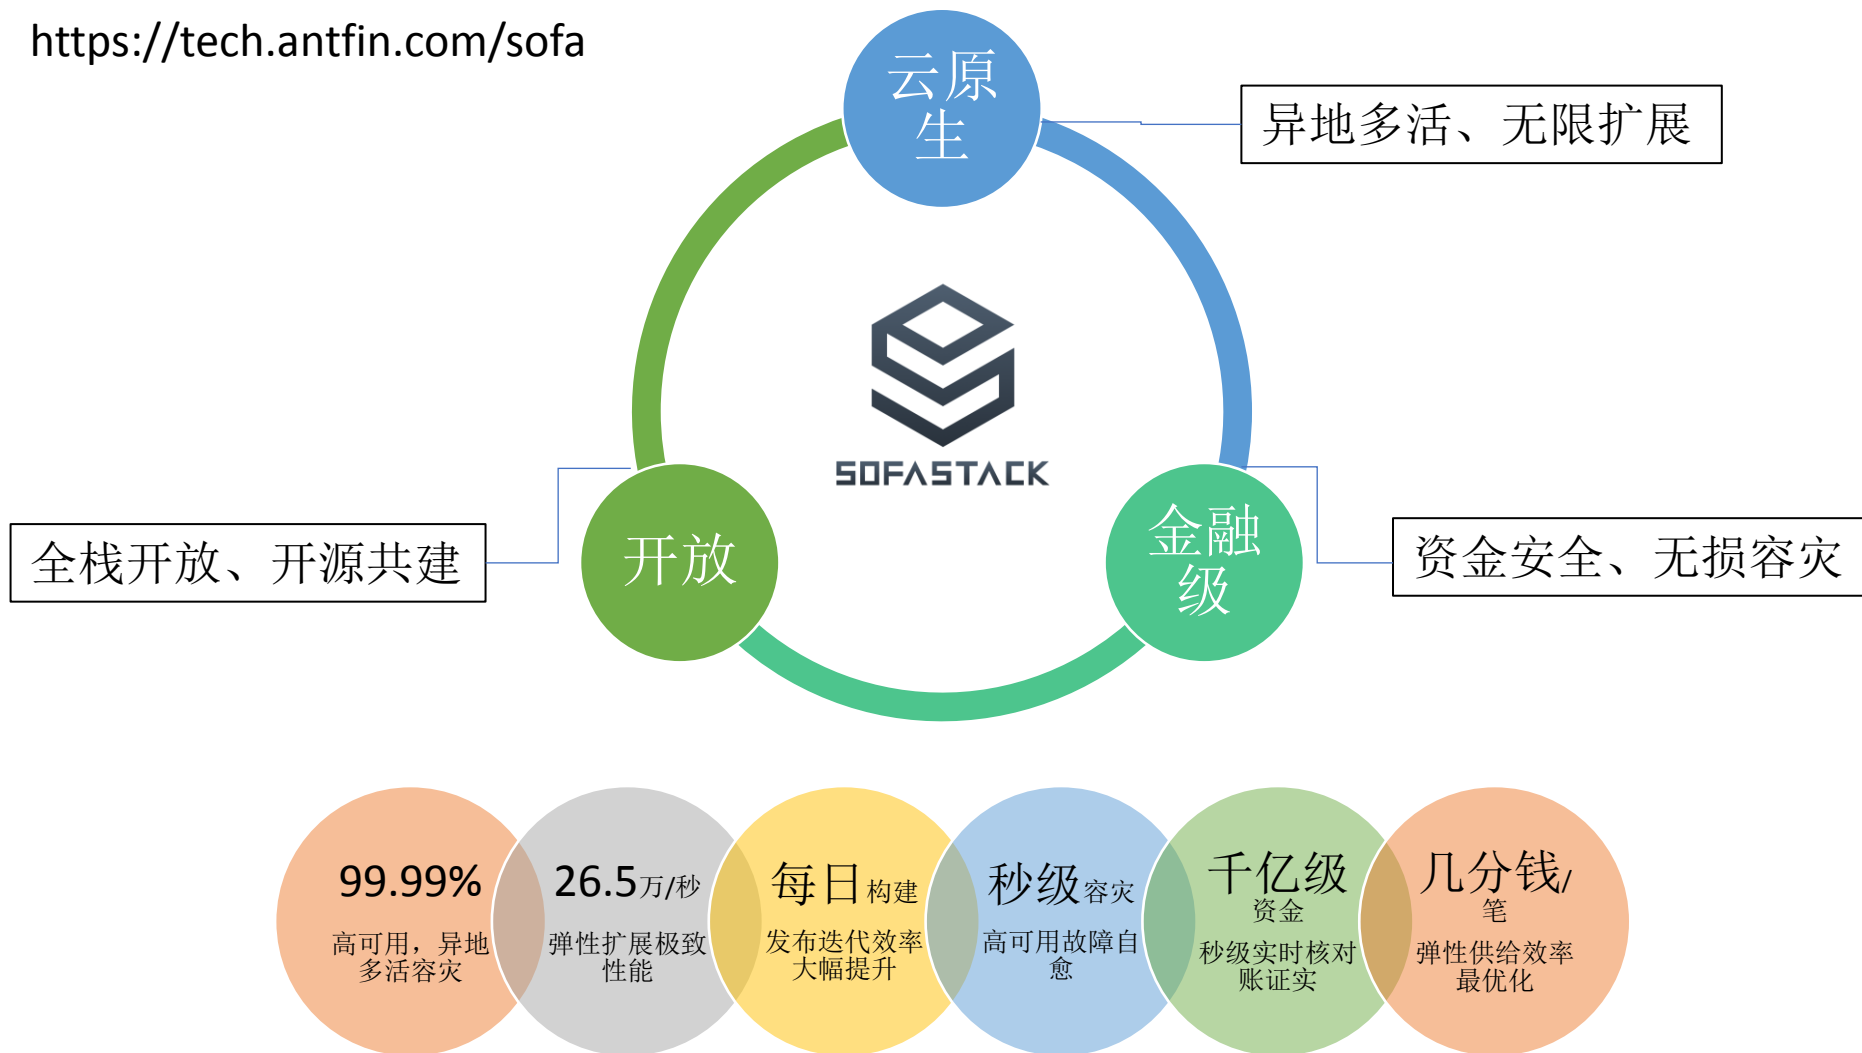 https://tech.antfin.com/sofa
云原
生
异地多活、无限扩展
SOFASTACK
全栈开放、开源共建
开放
金融
级
资金安全、无损容灾
99.99%
高可用，异地
多活容灾
26.5万/秒
弹性扩展极致
性能
每日构建
发布迭代效率
大幅提升
秒级容灾
高可用故障自
愈
千亿级
资金
秒级实时核对
账证实
几分钱/
笔
弹性供给效率
最优化